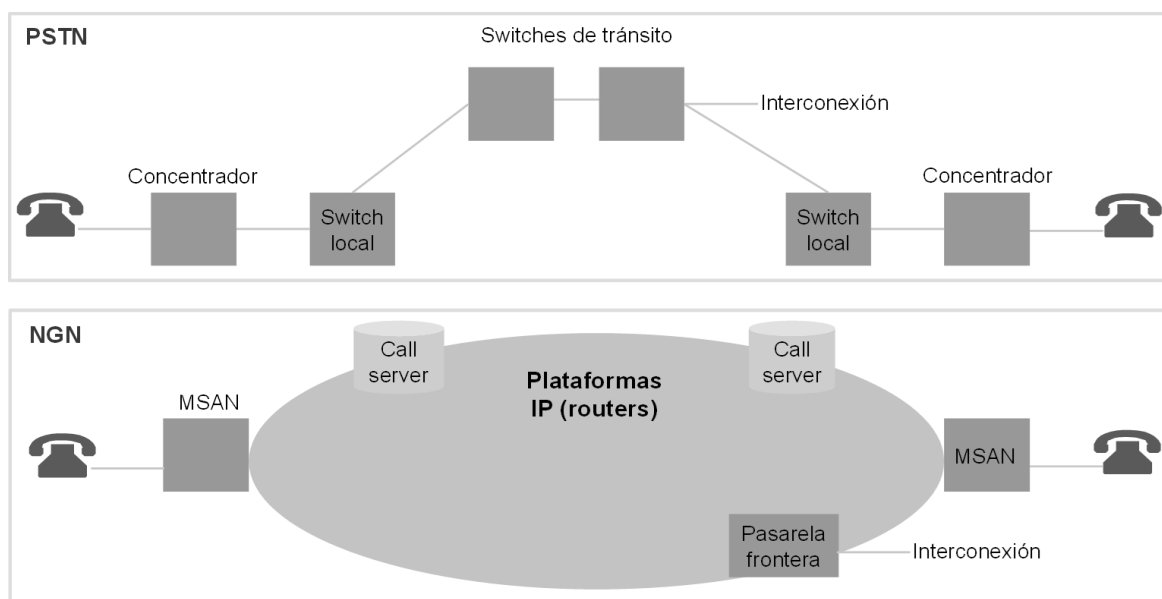 PSTN
Switches de tránsito
Interconexión
Concentrador
Concentrador
Switch
local
Switch
local
NGN
Call
server
Call
server
Plataformas
IP (routers)
MSAN
MSAN
Pasarela
frontera
Interconexión